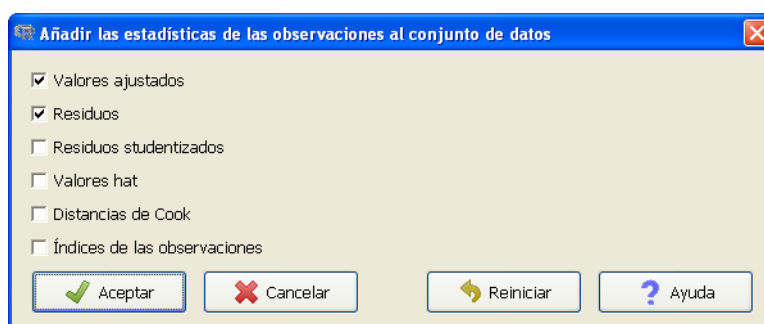 Añadir las estadísticas de las observaciones al conjunto de datos
Valores ajustados
Residuos
Residuos studentizados
Valores hat
Distancias de Cook
Índices de las observaciones
Aceptar Cancelar Reiniciar Ayuda